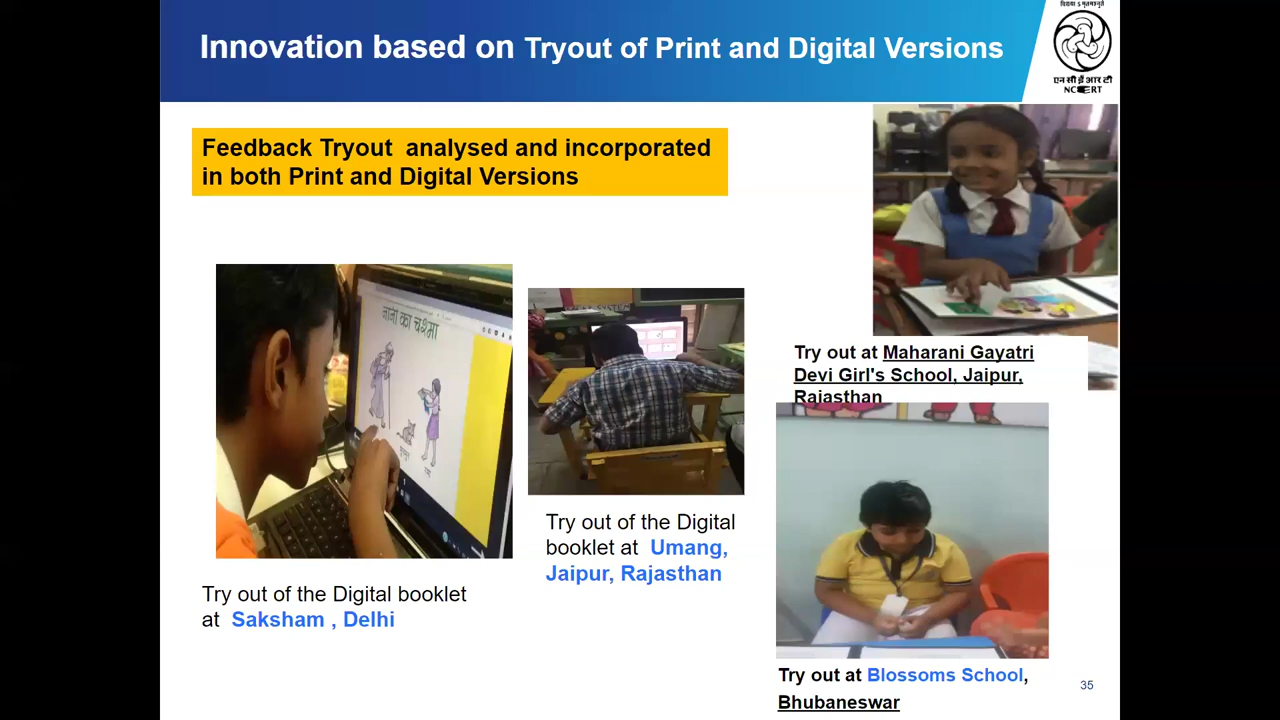 Innovation based on Tryout of Print and Digital Versions
एन सी ई आर टी
NCERT
Feedback Tryout analysed and incorporated
in both Print and Digital Versions
नानी का चश्मा
Try out of the Digital booklet
at Saksham , Delhi
Try out of the Digital
booklet at Umang,
Jaipur, Rajasthan
Try out at Maharani Gayatri
Devi Girl's School, Jaipur,
Rajasthan
Try out at Blossoms School,
Bhubaneswar
35